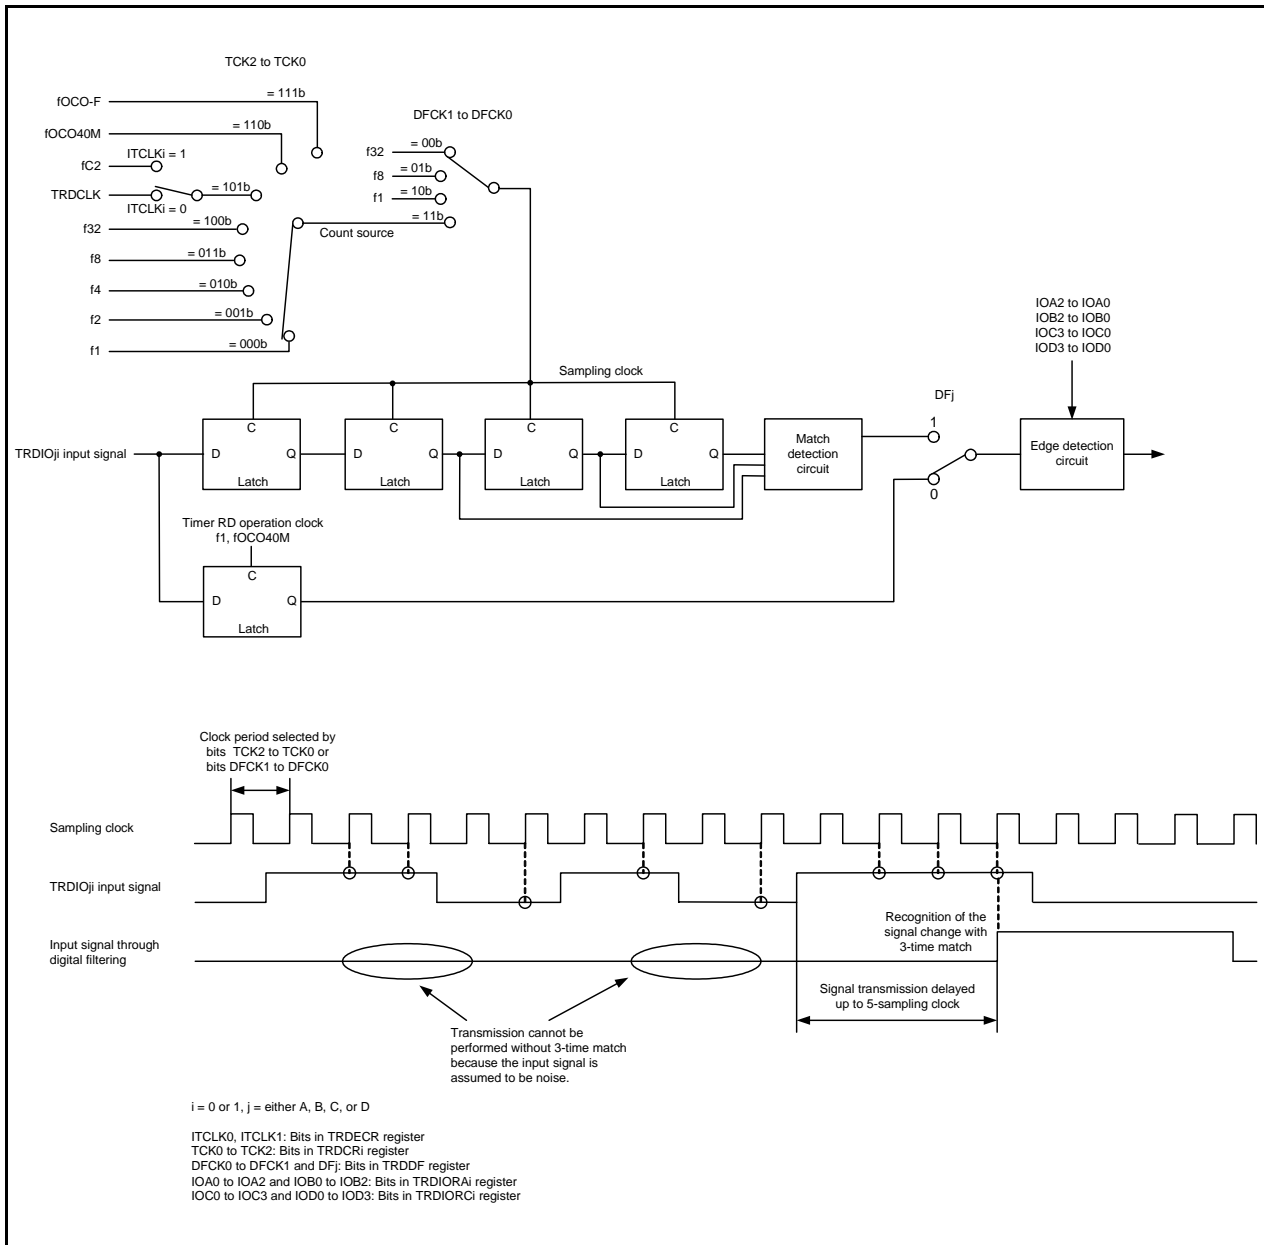 TCK2 to TCK0
fOCO-F
= 111b
DFCK1 to DFCK0
fOCO40M
= 110b
f32
= 00b
fC2
ITCLKi = 1
f8
= 01b
TRDCLK
= 101b
f1
= 10b
ITCLKi = 0
= 11b
f32
= 100b
Count source
f8
= 011b
f4
= 010b
f2
= 001b
f1
= 000b
IOA2 to IOA0
IOB2 to IOB0
IOC3 to IOC0
IOD3 to IOD0
Sampling clock
DFj
C
C
C
C
1
TRDIOji input signal
D
Q
D
Q
D
Q
D
Q
Match
detection
circuit
Edge detection
circuit
Latch
Latch
Latch
Latch
0
Timer RD operation clock
f1, fOCO40M
C
D
Q
Latch
Clock period selected by
bits TCK2 to TCK0 or
bits DFCK1 to DFCK0
Sampling clock
TRDIOji input signal
Input signal through
digital filtering
Recognition of the
signal change with
3-time match
Signal transmission delayed
up to 5-sampling clock
Transmission cannot be
performed without 3-time match
because the input signal is
assumed to be noise.
i = 0 or 1, j = either A, B, C, or D
ITCLK0, ITCLK1: Bits in TRDECR register
TCK0 to TCK2: Bits in TRDCRi register
DFCK0 to DFCK1 and DFj: Bits in TRDDF register
IOA0 to IOA2 and IOB0 to IOB2: Bits in TRDIORAi register
IOC0 to IOC3 and IOD0 to IOD3: Bits in TRDIORCi register